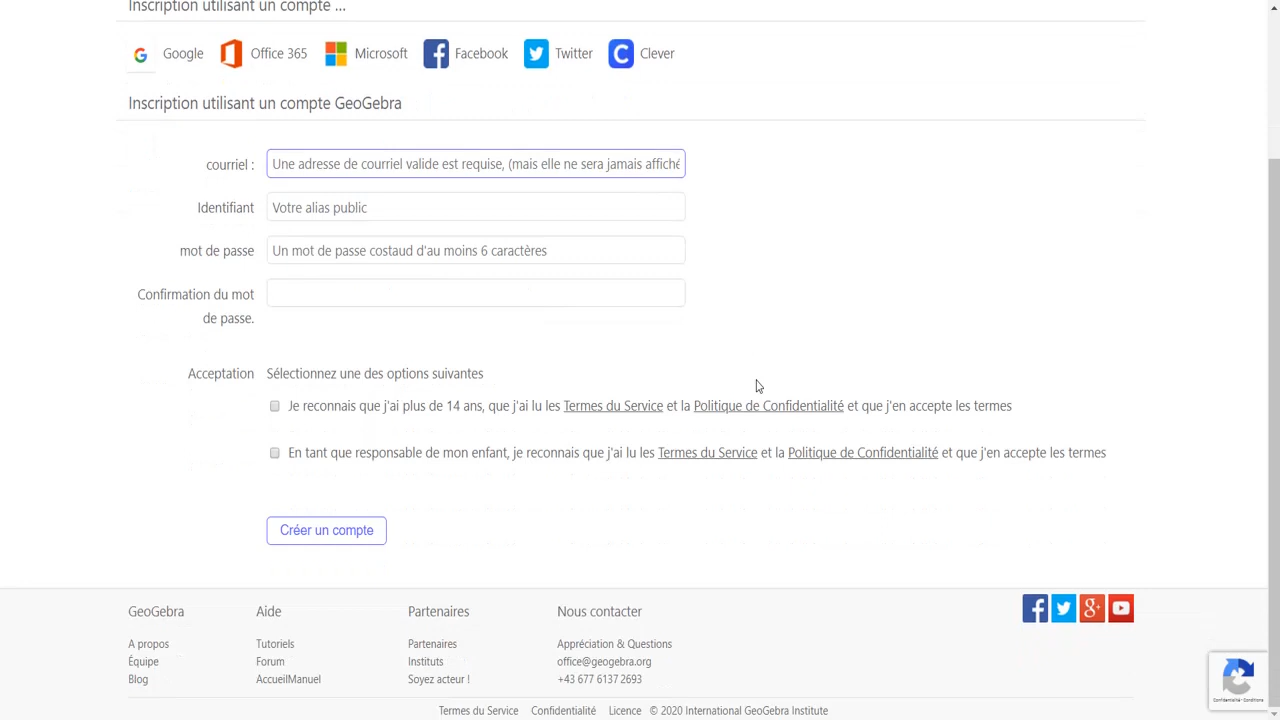 Inscription utilisant un compte ...
Google Office 365 Microsoft Facebook Twitter Clever
Inscription utilisant un compte GeoGebra
courriel : Une adresse de courriel valide est requise, (mais elle ne sera jamais affiché
Identifiant Votre alias public
mot de passe Un mot de passe costaud d'au moins 6 caractères
Confirmation du mot
de passe.
Acceptation Sélectionnez une des options suivantes
Je reconnais que j'ai plus de 14 ans, que j'ai lu les Termes du Service et la Politique de Confidentialité et que j'en accepte les termes
En tant que responsable de mon enfant, je reconnais que j'ai lu les Termes du Service et la Politique de Confidentialité et que j'en accepte les termes
Créer un compte
GeoGebra Aide Partenaires Nous contacter
A propos Tutoriels Partenaires Appréciation & Questions
Équipe Forum Instituts office@geogebra.org
Blog AccueilManuel Soyez acteur ! +43 677 6137 2693
Confidentialité - Conditions
Termes du Service Confidentialité Licence © 2020 International GeoGebra Institute